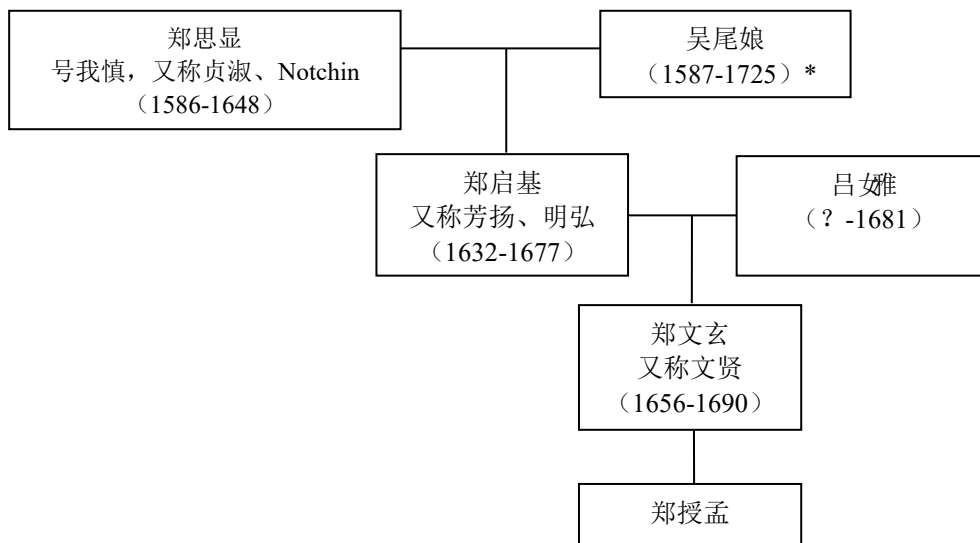 郑思显
号我慎，又称贞淑、Notchin
（1586-1648）
吴尾娘
（1587-1725）*
郑启基
又称芳扬、明弘
（1632-1677）
吕女雅
（？-1681）
郑文玄
又称文贤
（1656-1690）
郑授孟